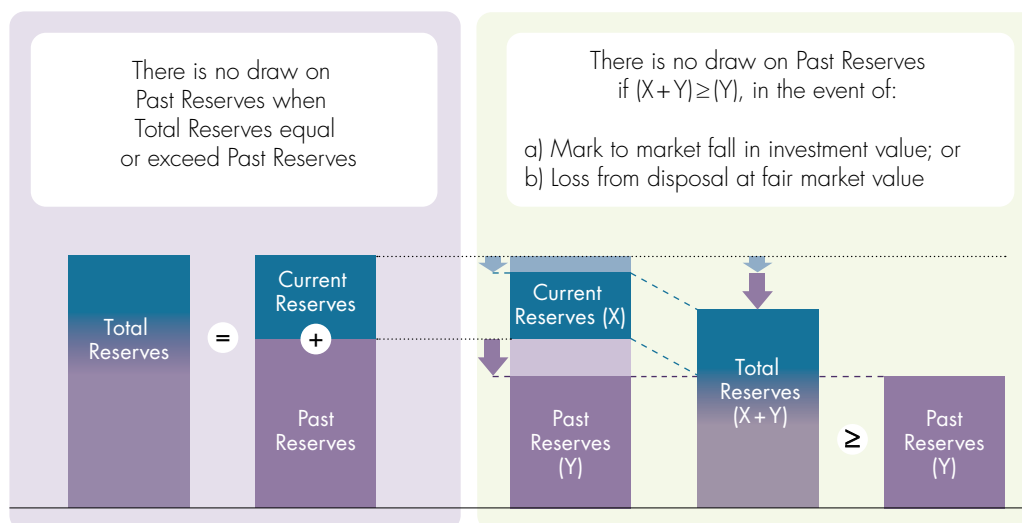 There is no draw on
Past Reserves when
Total Reserves equal
or exceed Past Reserves
There is no draw on Past Reserves
if (X+Y)≥(Y), in the event of:
a) Mark to market fall in investment value; or
b) Loss from disposal at fair market value
Total
Reserves
=
Current
Reserves
+
Past
Reserves
Current
Reserves (X)
Past
Reserves
(Y)
Total
Reserves
(X+Y)
≥
Past
Reserves
(Y)